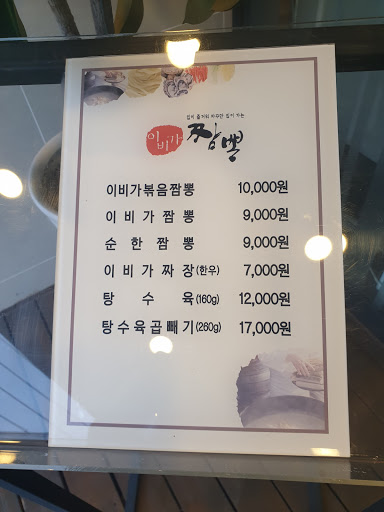 이비가
짬뽕
이비가볶음짬뽕 10,000원
이비가짬뽕 9,000원
순한짬뽕 9,000원
이비가짜장(한우) 7,000원
탕수육(160g) 12,000원
탕수육곱빼기(260g) 17,000원